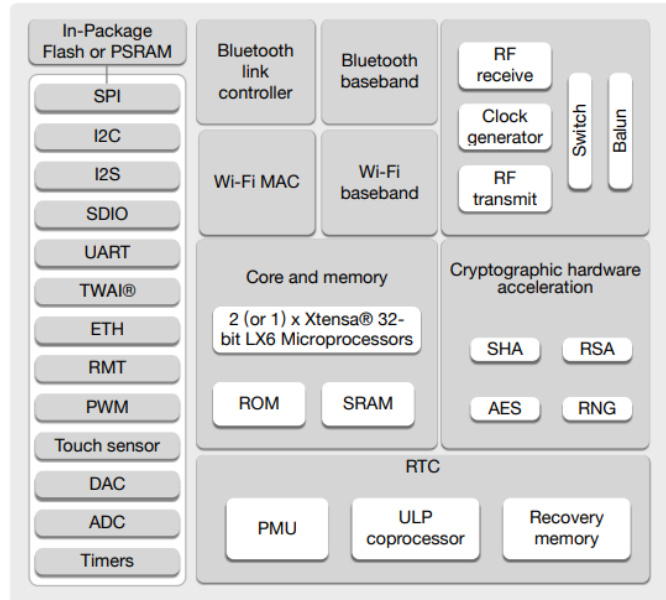 In-Package
Flash or PSRAM
SPI
I2C
I2S
SDIO
UART
TWAI®
ETH
RMT
PWM
Touch sensor
DAC
ADC
Timers
Bluetooth
link
controller
Bluetooth
baseband
Wi-Fi MAC
Wi-Fi
baseband
RF
receive
Clock
generator
RF
transmit
Switch
Balun
Core and memory
2 (or 1) x Xtensa® 32-
bit LX6 Microprocessors
ROM
SRAM
Cryptographic hardware
acceleration
SHA
RSA
AES
RNG
RTC
PMU
ULP
coprocessor
Recovery
memory